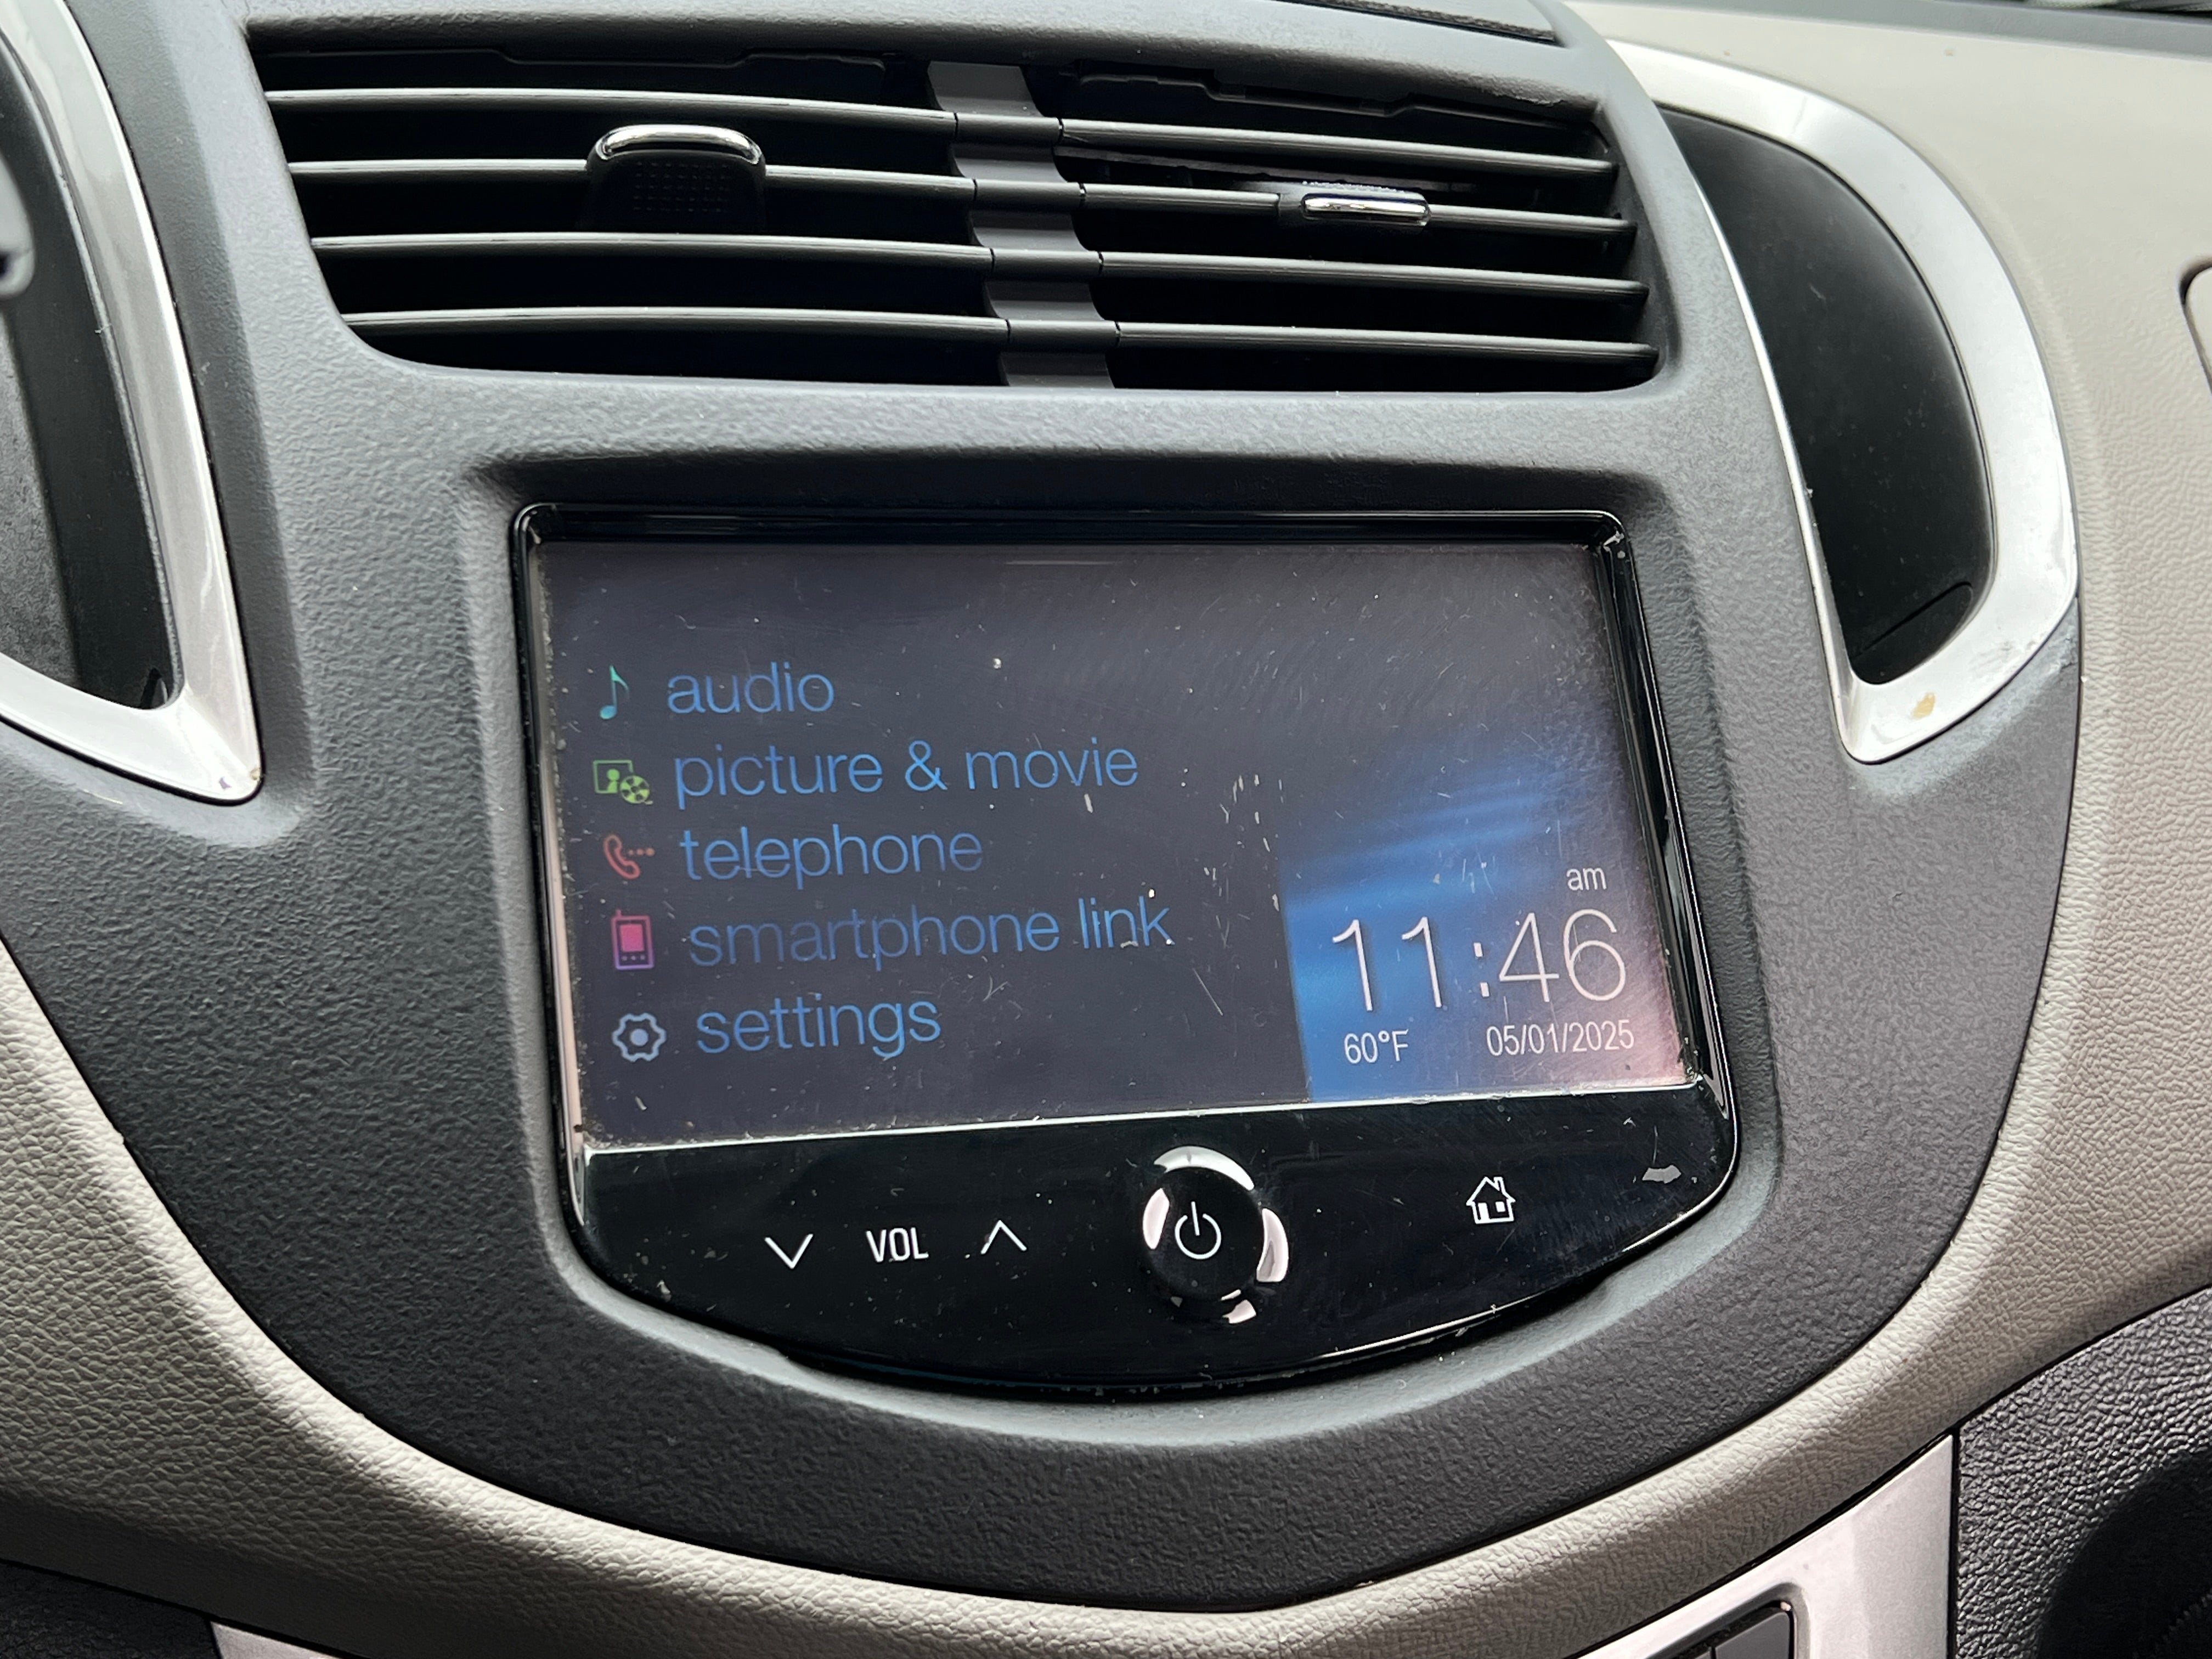 audio
picture & movie
telephone
smartphone link
settings
am
11:46
60°F 05/01/2025
VOL